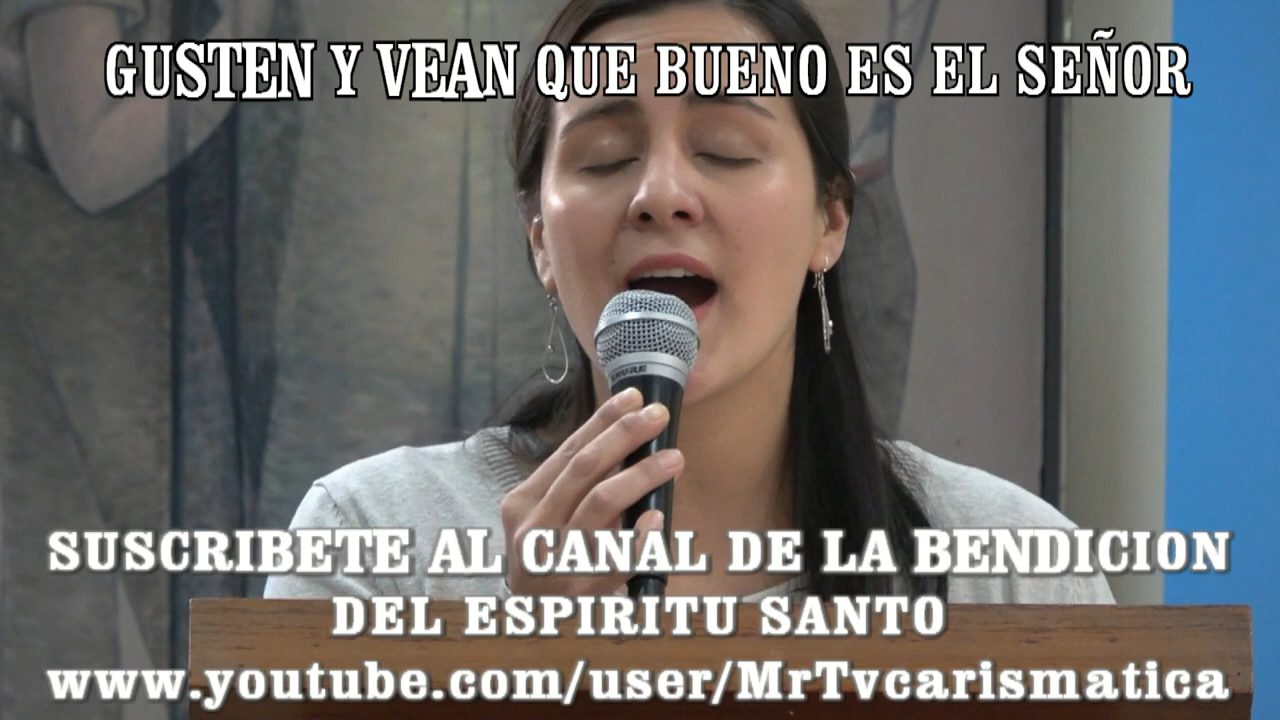 GUSTEN Y VEAN QUE BUENO ES EL SEÑOR
SHURE
SUSCRIBETE AL CANAL DE LA BENDICION
DEL ESPIRITU SANTO
www.youtube.com/user/MrTvcarismatica